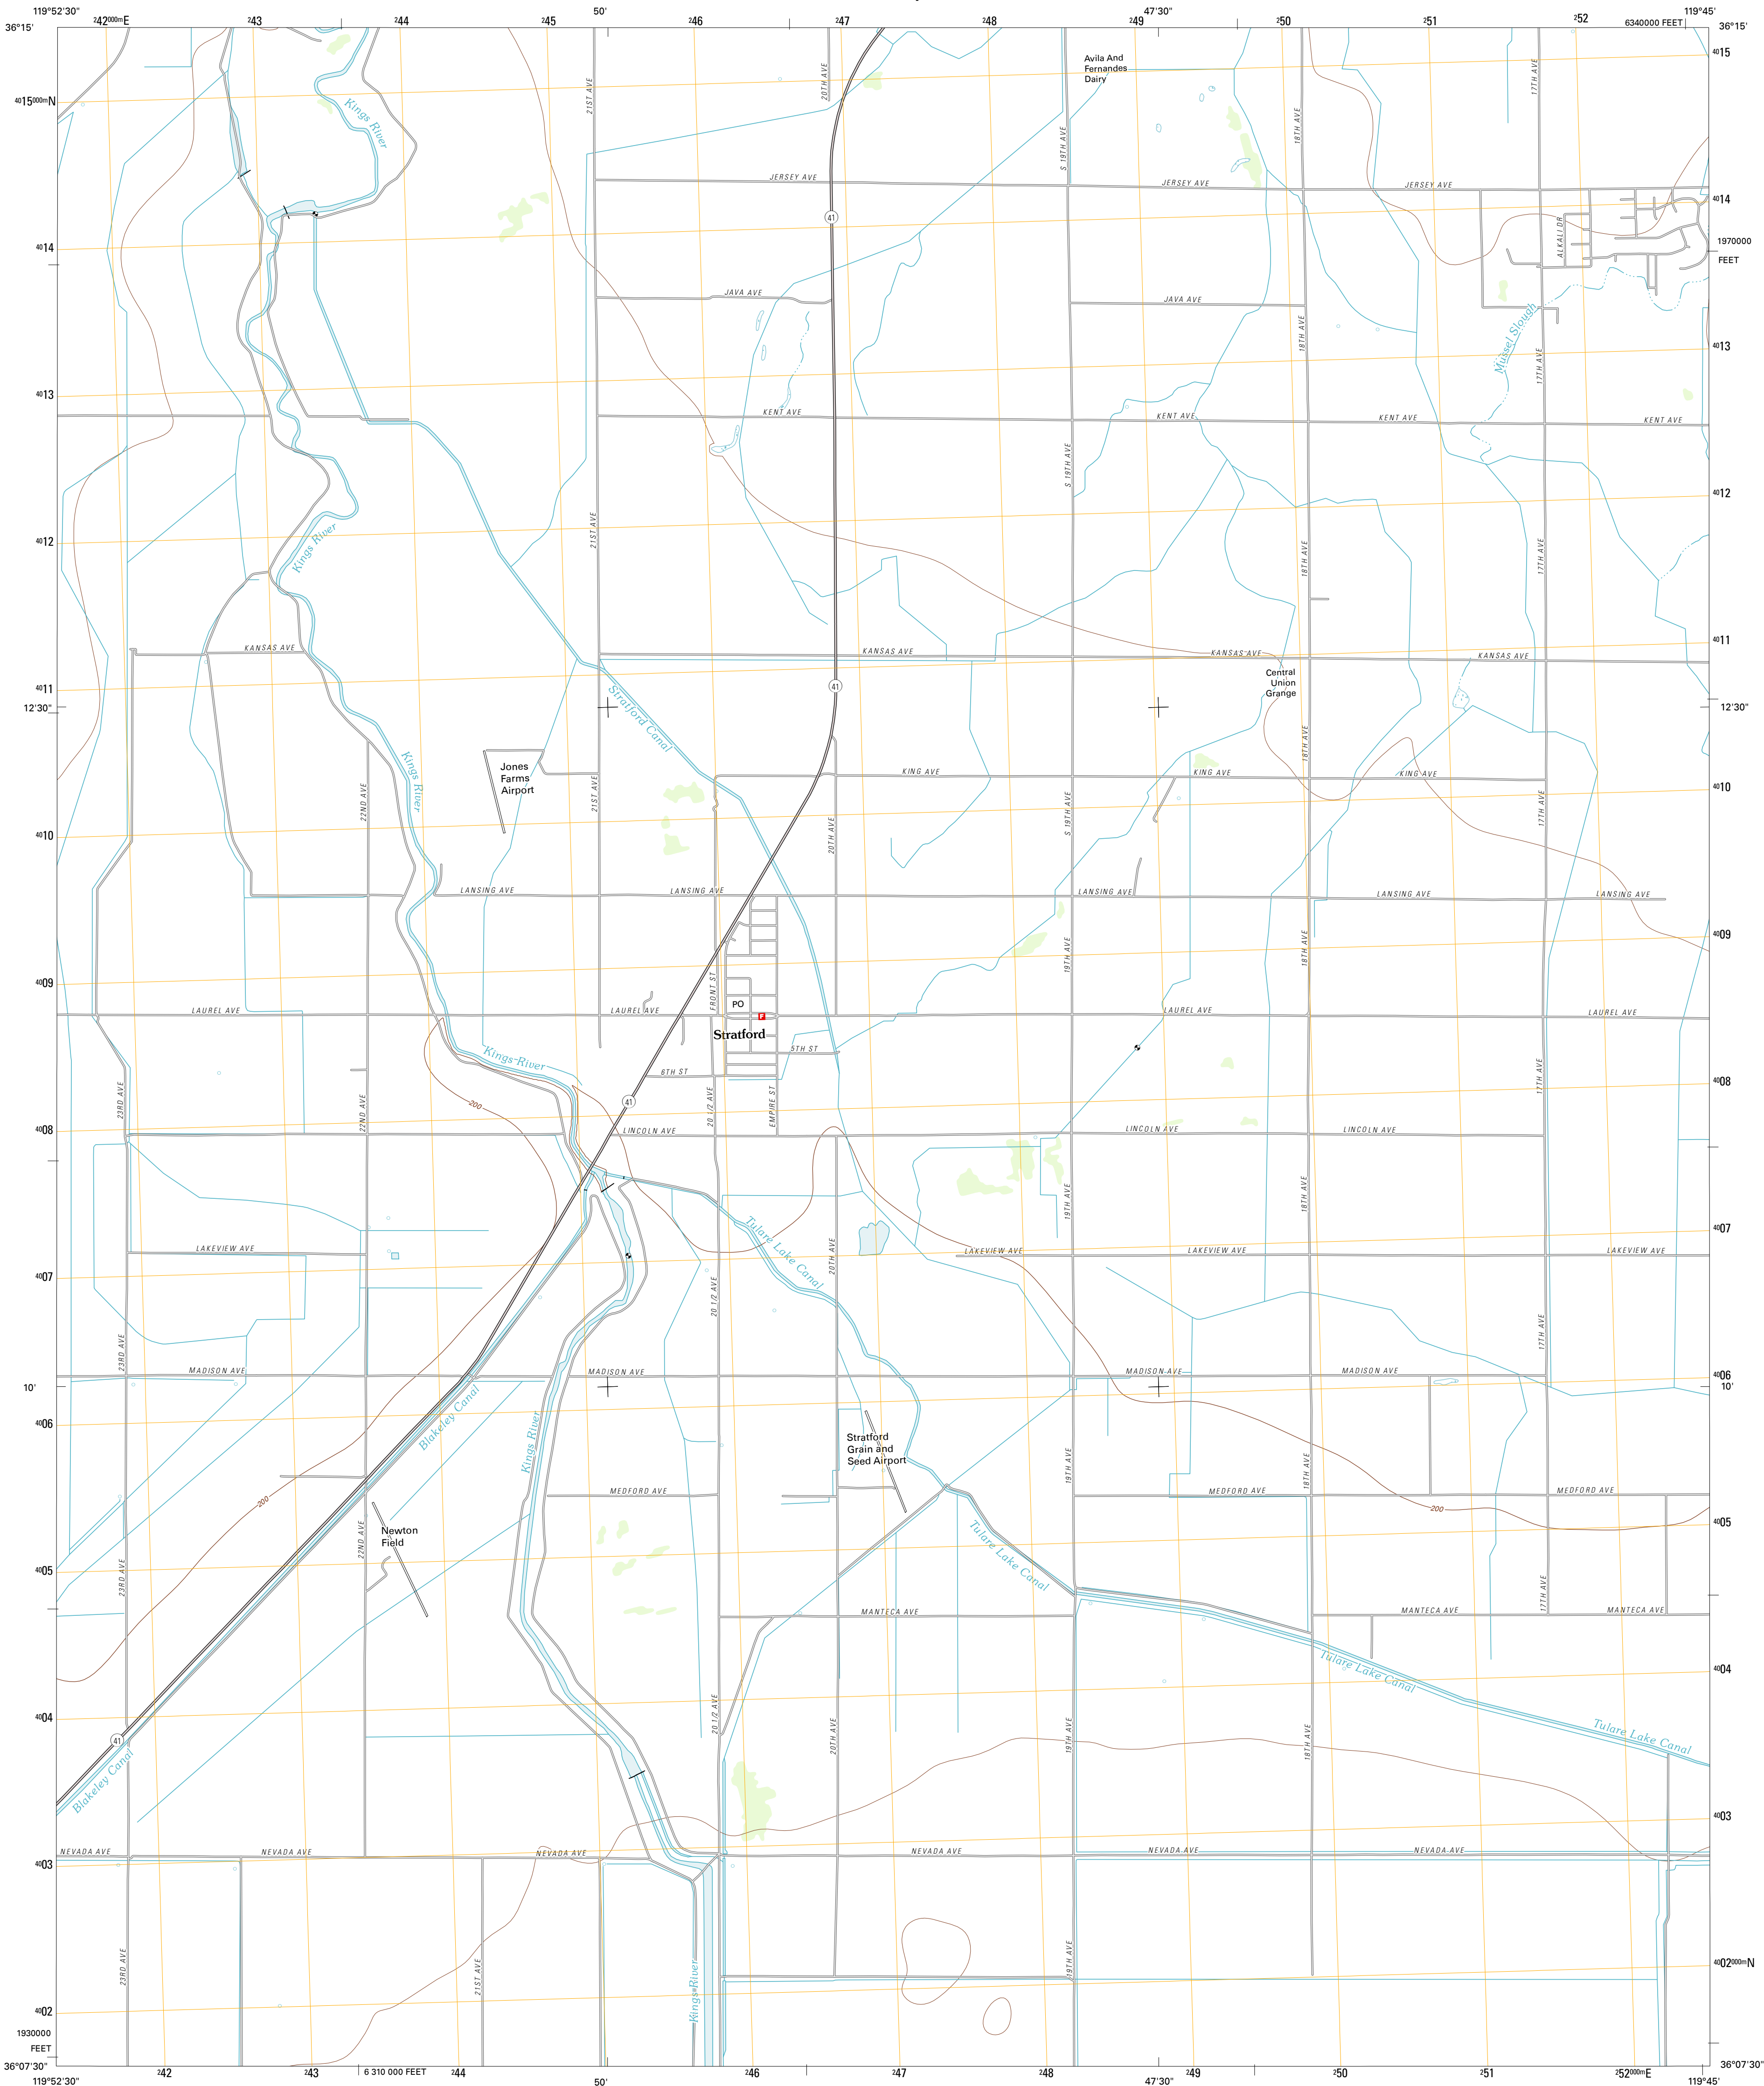 119°52'30" 242000mE 243 244 245 50' 246 247 248 47'30" 249 250 251 252 6340000 FEET 119°45'
36°15' 36°15'
4015
Avila And
Fernandes
Dairy
4015000mN
Kings River
21ST AVE
20TH AVE
S 19TH AVE
18TH AVE
17TH AVE
JERSEY AVE
JERSEY AVE
JERSEY AVE
4014
41
ALKALI DR
1970000
FEET
4014
JAVA AVE
JAVA AVE
18TH AVE
Mussel Slough
17TH AVE
4013
4013
KENT AVE
KENT AVE
KENT AVE
KENT AVE
S 19TH AVE
4012
21ST AVE
Kings River
18TH AVE
17TH AVE
4012
KANSAS AVE
KANSAS AVE
KANSAS AVE
KANSAS AVE
4011
Central
Union
Grange
4011
41
12'30" 12'30"
Stratford Canal
Kings River
18TH AVE
Jones
Farms
Airport
KING AVE
KING AVE
22ND AVE
21ST AVE
S 19TH AVE
17TH AVE
4010
20TH AVE
4010
LANSING AVE
LANSING AVE
LANSING AVE
LANSING AVE
LANSING AVE
19TH AVE
18TH AVE
4009
FRONT ST
4009
PO
F
LAUREL AVE
LAUREL AVE
LAUREL AVE
LAUREL AVE
Stratford
5TH ST
Kings River
6TH ST
200
41
23RD AVE
22ND AVE
20 1/2 AVE
EMPIRE ST
17TH AVE
4008
4008
LINCOLN AVE
LINCOLN AVE
LINCOLN AVE
19TH AVE
18TH AVE
4007
Tulare Lake Canal
20TH AVE
LAKEVIEW AVE
LAKEVIEW AVE
LAKEVIEW AVE
LAKEVIEW AVE
4007
20 1/2 AVE
23RD AVE
17TH AVE
MADISON AVE
MADISON AVE
MADISON AVE
MADISON AVE
4006
10' 10'
Blakeley Canal
4006
Kings River
Stratford
Grain and
Seed Airport
19TH AVE
18TH AVE
MEDFORD AVE
MEDFORD AVE
MEDFORD AVE
200
200
4005
Newton
Field
22ND AVE
Tulare Lake Canal
4005
23RD AVE
17TH AVE
MANTECA AVE
MANTECA AVE
MANTECA AVE
Tulare Lake Canal
4004
4004
20 1/2 AVE
20TH AVE
19TH AVE
18TH AVE
Tulare Lake Canal
41
Blakeley Canal
4003
NEVADA AVE
NEVADA AVE
NEVADA AVE
NEVADA AVE
NEVADA AVE
NEVADA AVE
4003
23RD AVE
21ST AVE
Kings River
19TH AVE
4002000mN
4002
1930000
FEET
36°07'30" 36°07'30"
242 243 6 310 000 FEET 244 246 247 248 249 250 251 252000mE
119°52'30" 50' 47'30" 119°45'